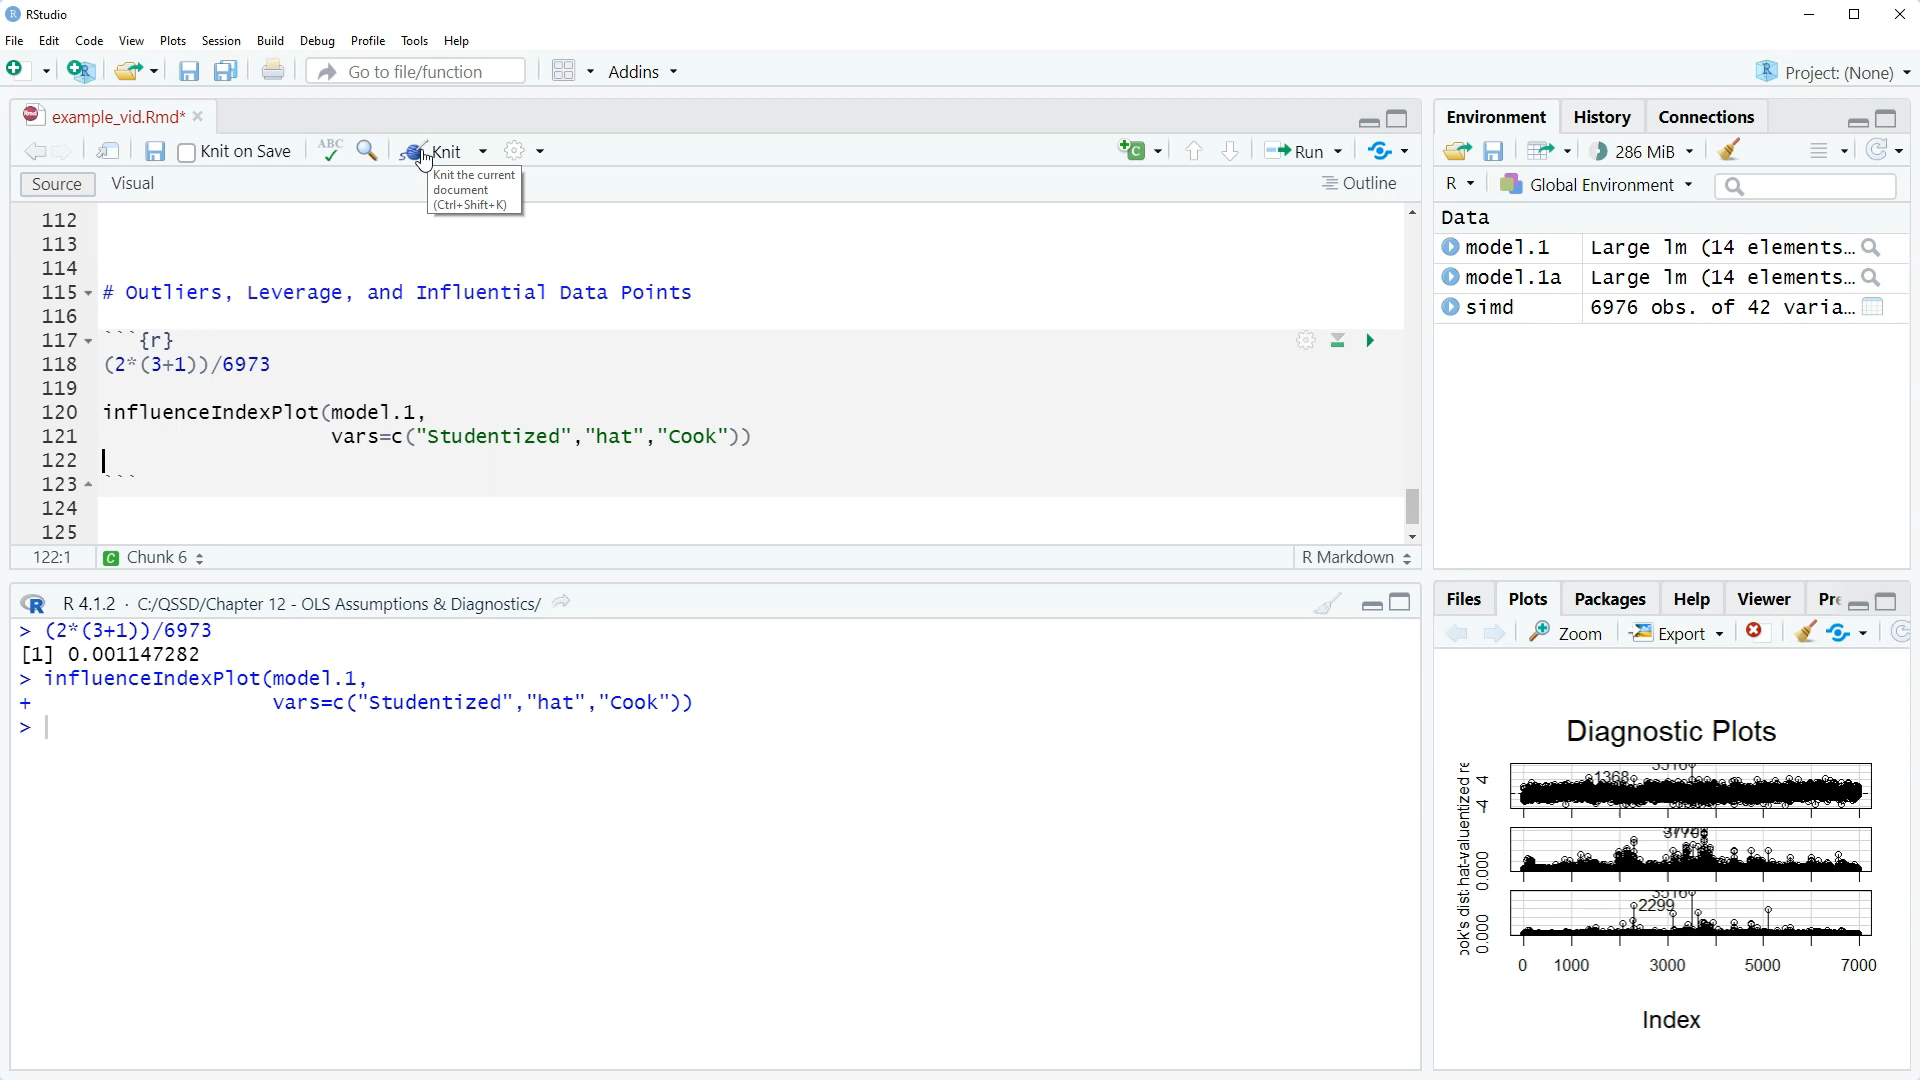 RStudio
File Edit Code View Plots Session Build Debug Profile Tools Help
Go to file/function Addins Project: (None)
example_vid.Rmd*
Knit on Save ABC Knit Run
Knit the current
document
(Ctrl+Shift+K)
Source Visual Outline
112
113
114
115 # Outliers, Leverage, and Influential Data Points
116
117 ```{r}
118 (2*(3+1))/6973
119
120 influenceIndexPlot(model.1,
121 vars=c("Studentized","hat","Cook"))
122
123 ```
124
125
122:1 Chunk 6 R Markdown
R 4.1.2 · C:/QSSD/Chapter 12 - OLS Assumptions & Diagnostics/
> (2*(3+1))/6973
[1] 0.001147282
> influenceIndexPlot(model.1,
+ vars=c("Studentized","hat","Cook"))
>
Environment History Connections
286 MiB
R Global Environment
Data
model.1 Large lm (14 elements…
model.1a Large lm (14 elements…
simd 6976 obs. of 42 varia…
Files Plots Packages Help Viewer Pre
Zoom Export
Diagnostic Plots
4
-4
1368
3516
0.000
0.000
3516
2299
0 1000 3000 5000 7000
Index